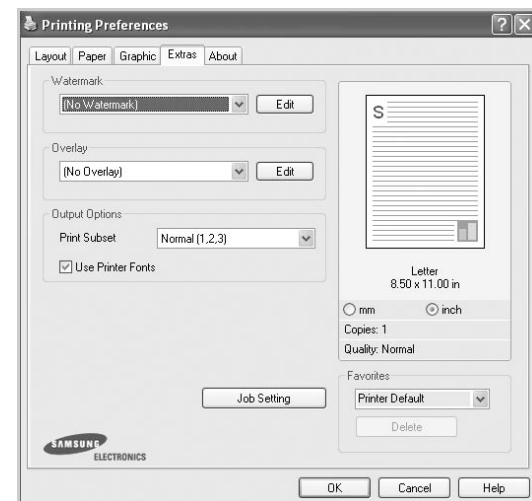 Printing Preferences
Layout Paper Graphic Extras About
Watermark
(No Watermark) Edit
Overlay
(No Overlay) Edit
Output Options
Print Subset Normal (1,2,3)
Use Printer Fonts
S
Letter
8.50 x 11.00 in
mm inch
Copies: 1
Quality: Normal
Favorites
Printer Default
Delete
Job Setting
SAMSUNG
ELECTRONICS
OK Cancel Help